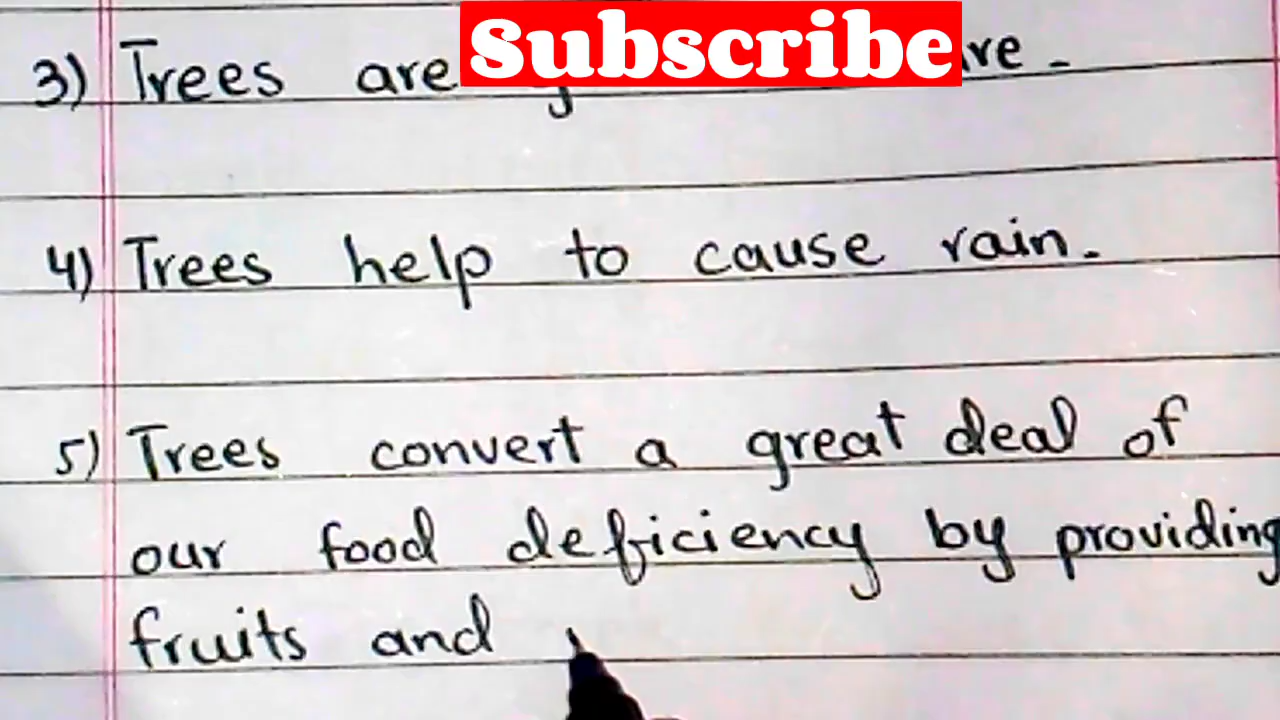 Subscribe
3) Trees are
4) Trees help to cause rain.
5) Trees convert a great deal of
our food deficiency by providing
fruits and